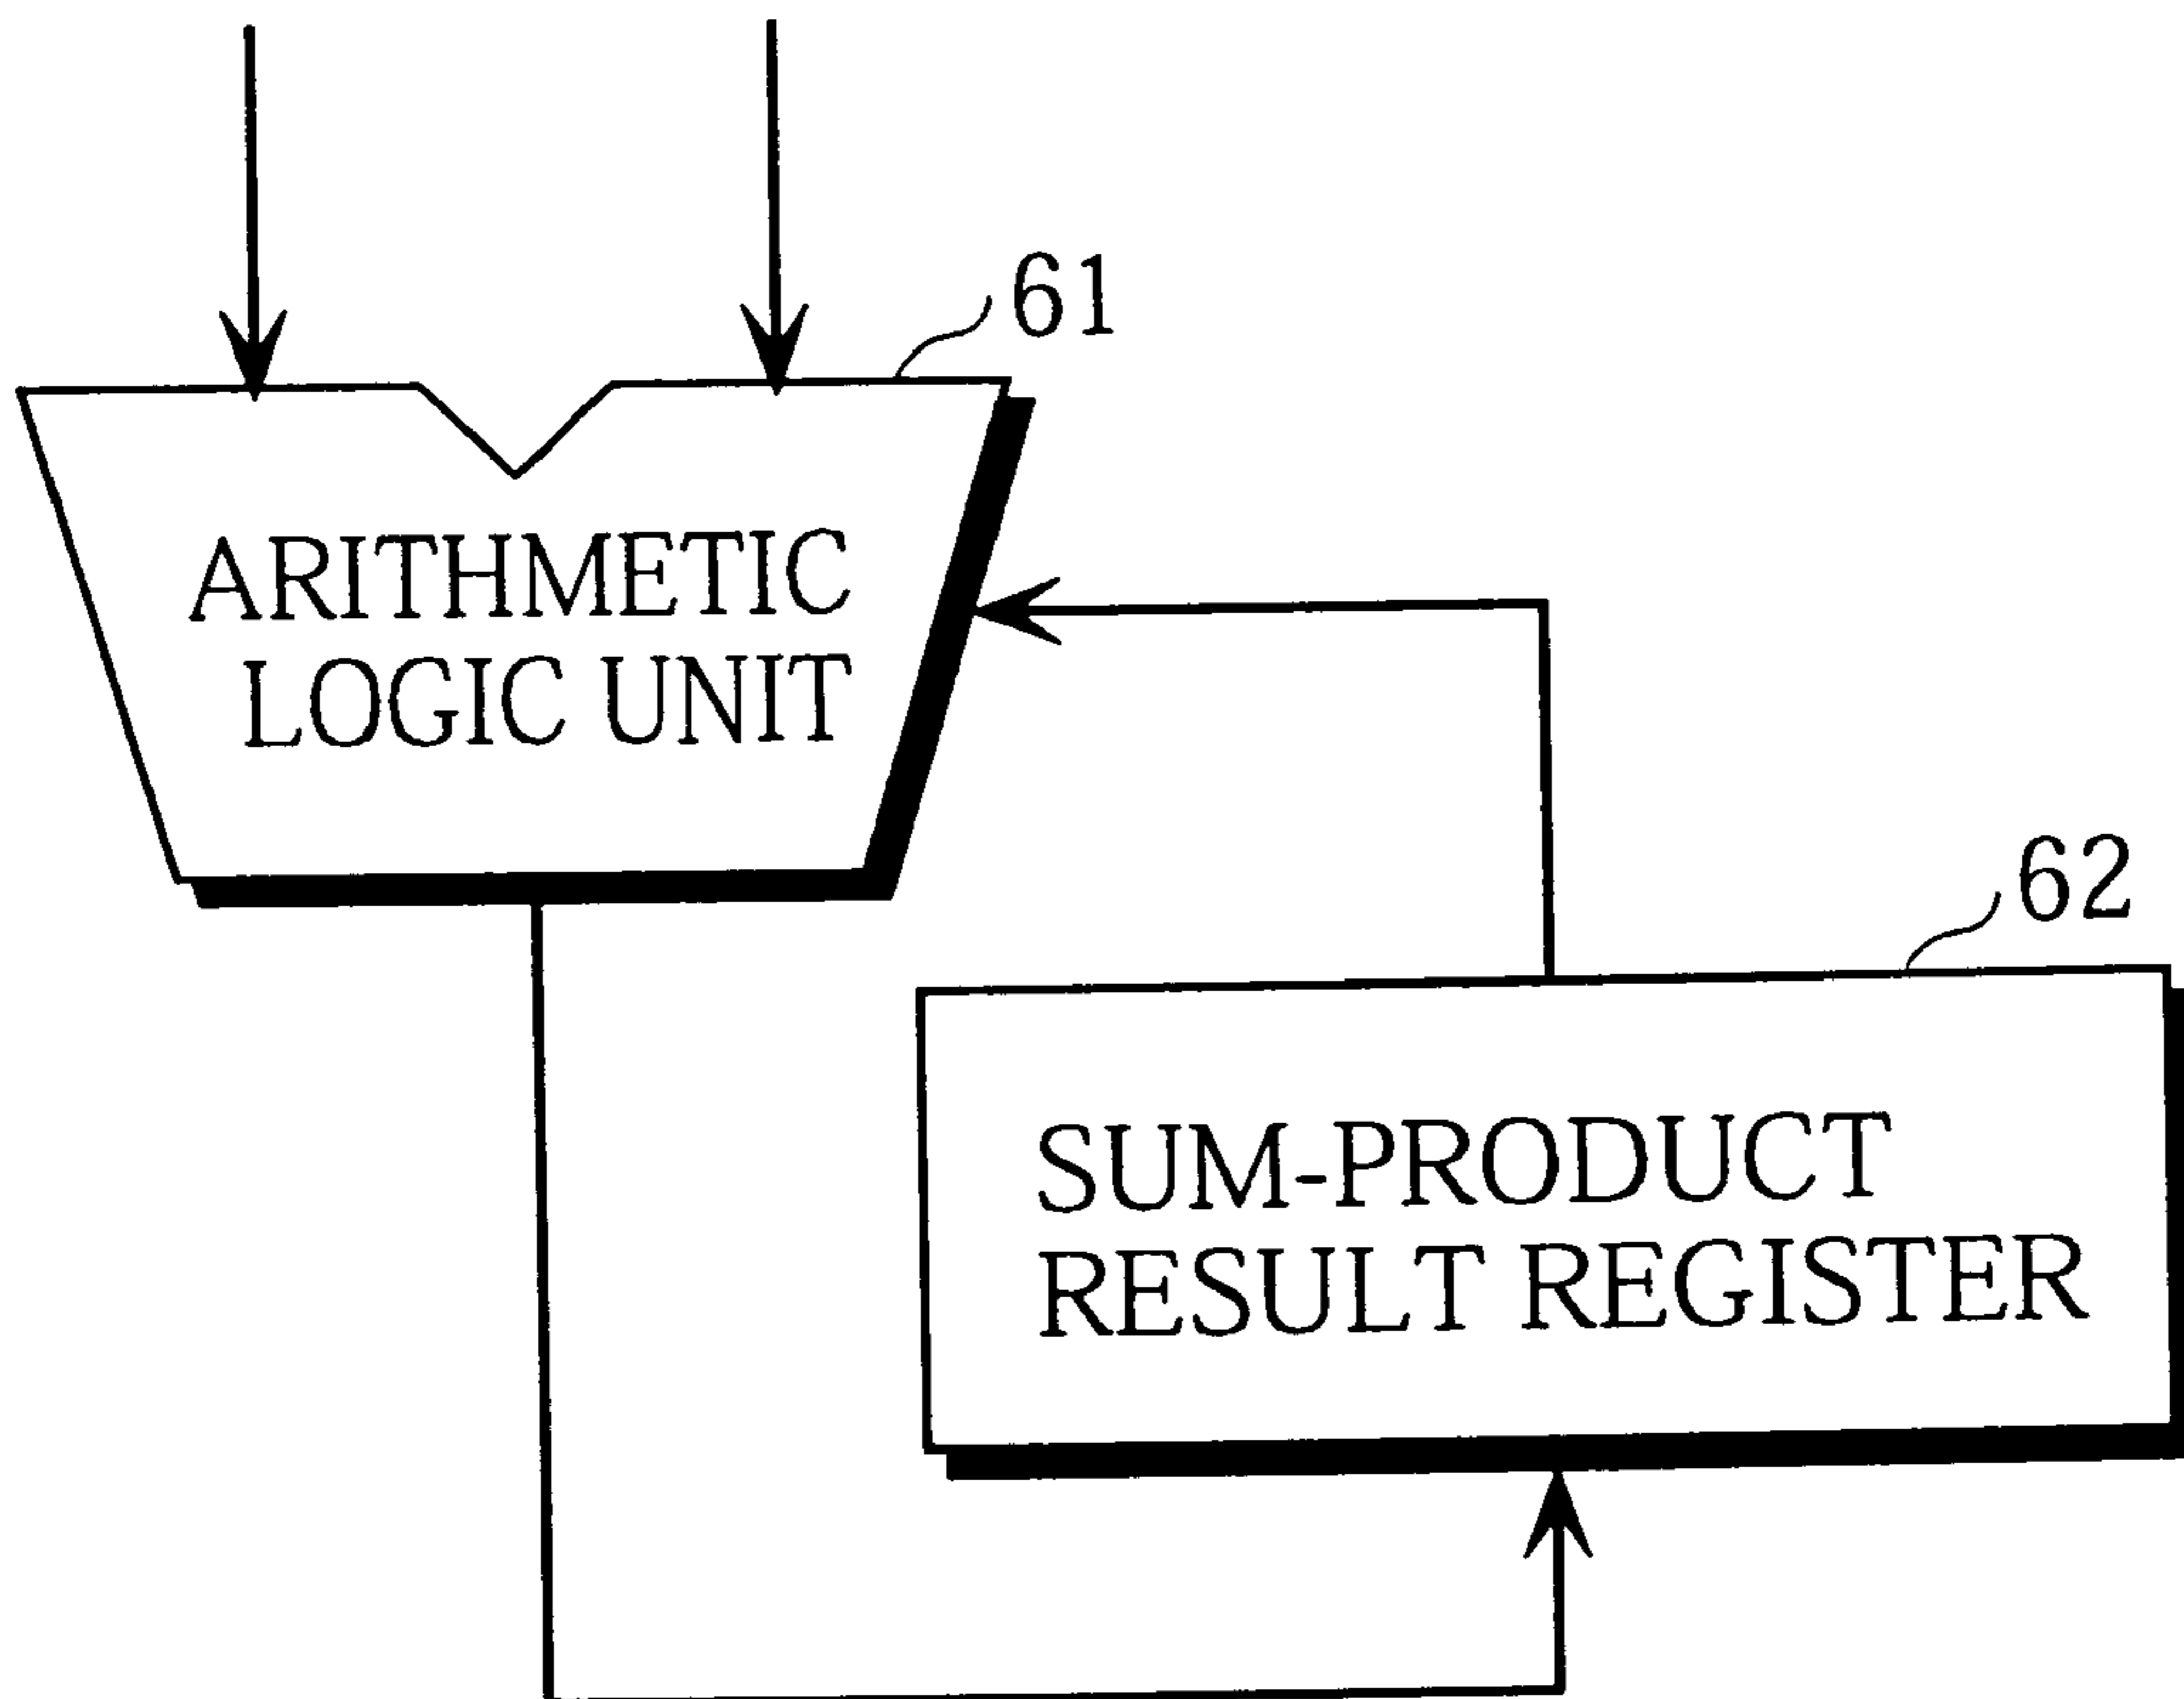 61
ARITHMETIC
LOGIC UNIT
62
SUM-PRODUCT
RESULT REGISTER